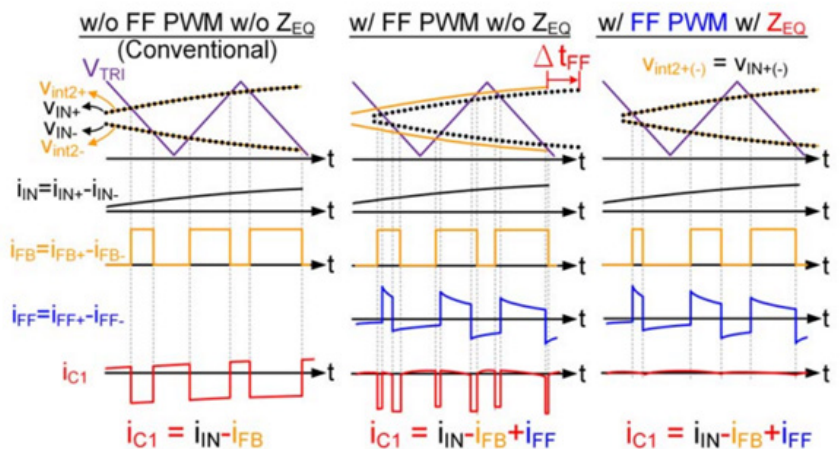 w/o FF PWM w/o Z_EQ
(Conventional)
V_TRI
v_int2+
v_IN+
v_IN-
v_int2-
t
i_IN=i_IN+-i_IN-
t
i_FB=i_FB+-i_FB-
t
i_FF=i_FF+-i_FF-
i_C1
t
i_C1 = i_IN-i_FB
w/ FF PWM w/o Z_EQ
Δ t_FF
t
t
t
t
t
i_C1 = i_IN-i_FB+i_FF
w/ FF PWM w/ Z_EQ
v_int2+(-) = v_IN+(-)
t
t
t
t
t
i_C1 = i_IN-i_FB+i_FF